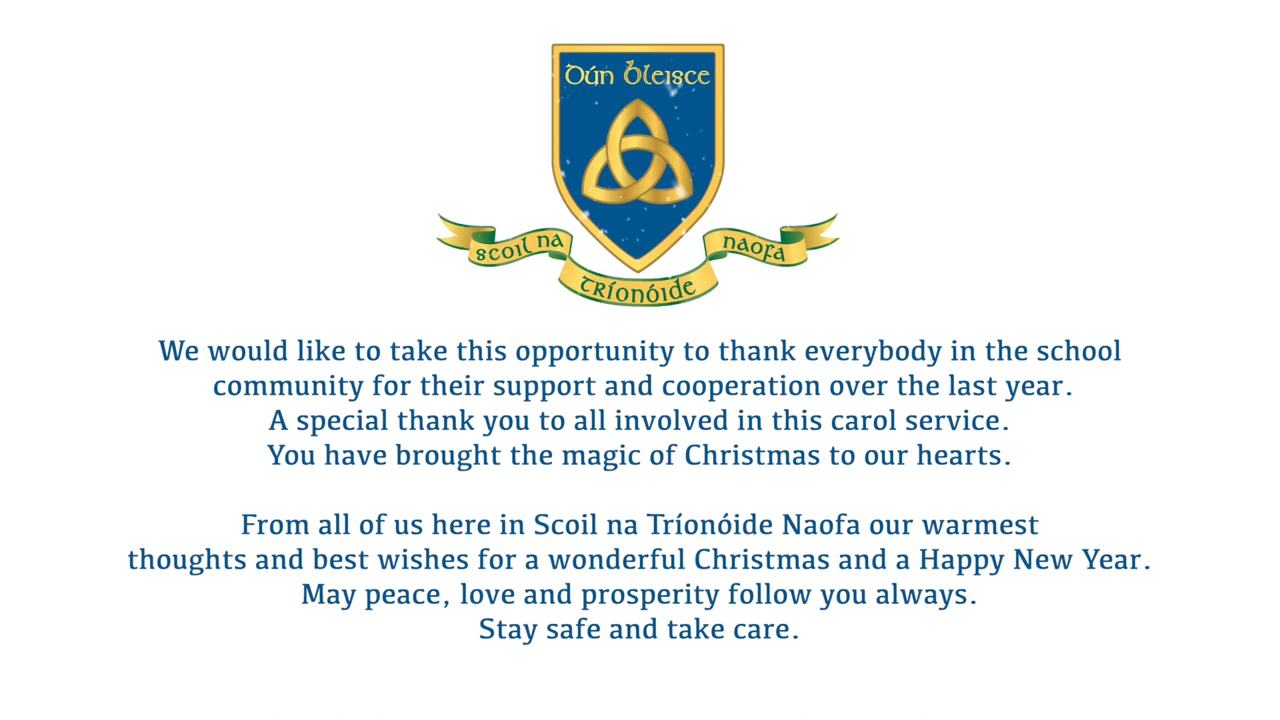 Dún Bleisce
Scoil na
Tríonóide
Naofa
We would like to take this opportunity to thank everybody in the school
community for their support and cooperation over the last year.
A special thank you to all involved in this carol service.
You have brought the magic of Christmas to our hearts.
From all of us here in Scoil na Tríonóide Naofa our warmest
thoughts and best wishes for a wonderful Christmas and a Happy New Year.
May peace, love and prosperity follow you always.
Stay safe and take care.